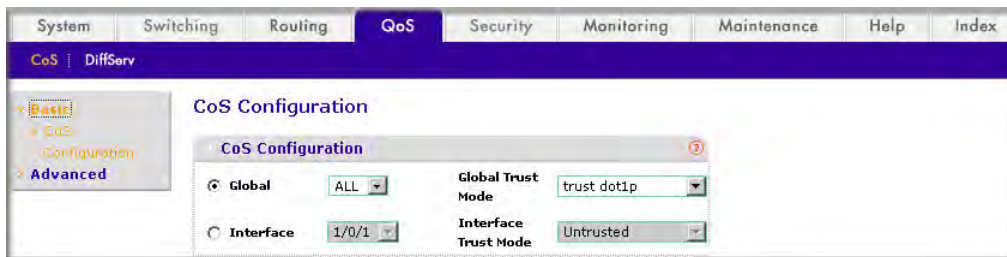 System Switching Routing QoS Security Monitoring Maintenance Help Index
CoS DiffServ
Basic
CoS
Configuration
Advanced
CoS Configuration
CoS Configuration ?
Global ALL Global Trust Mode trust dot1p
Interface 1/0/1 Interface Trust Mode Untrusted